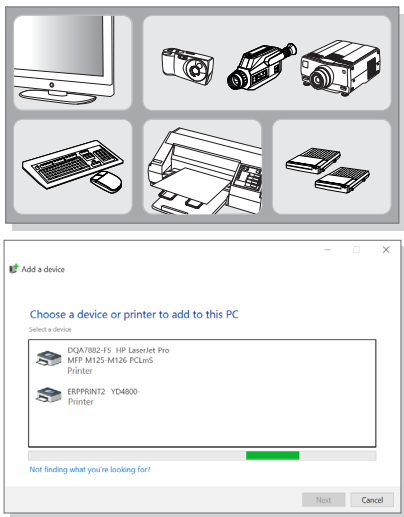 Add a device
Choose a device or printer to add to this PC
Select a device
DQA7882-F5 HP LaserJet Pro
MFP M125-M126 PCLmS
Printer
ERPPRINT2 YD4800-
Printer
Not finding what you're looking for?
Next
Cancel